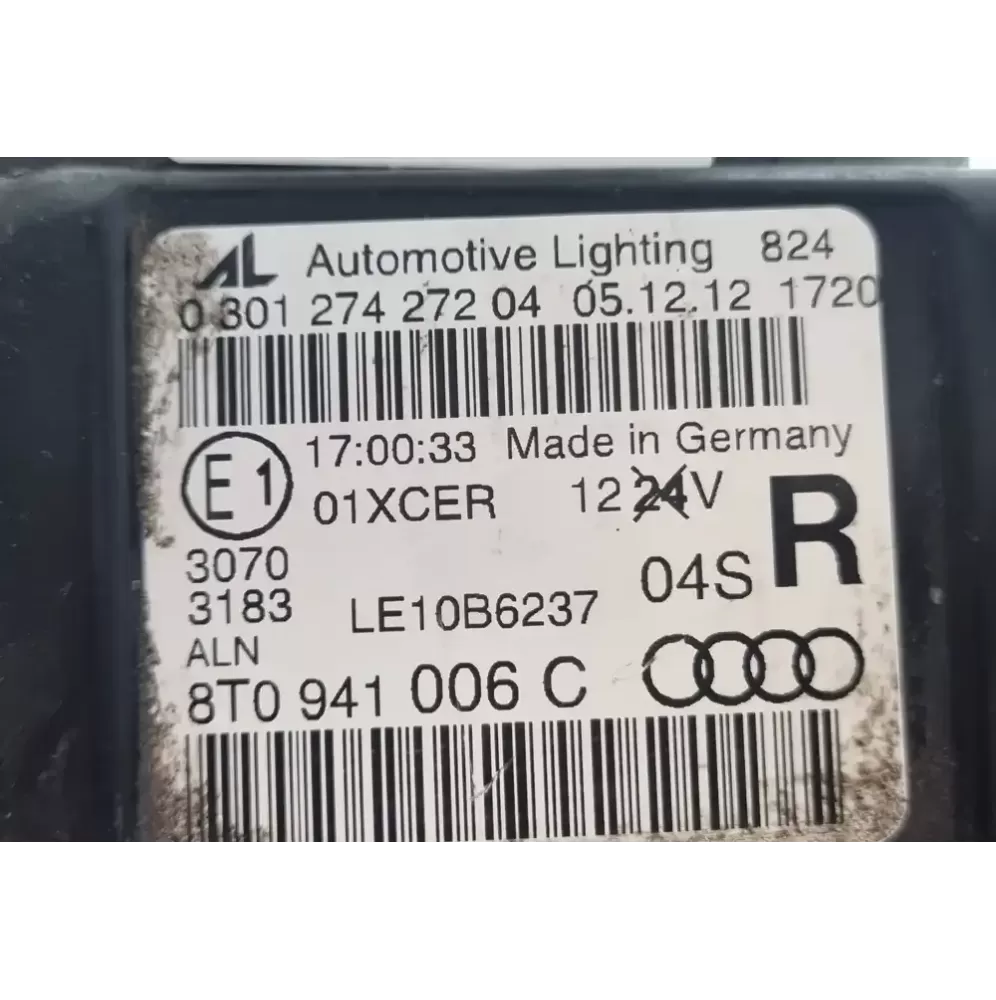 AL Automotive Lighting 824
0 301 274 272 04 05.12.12 1720
E1 17:00:33 Made in Germany
01XCER 12 24V R
3070
3183 LE10B6237 04S
ALN
8T0 941 006 C